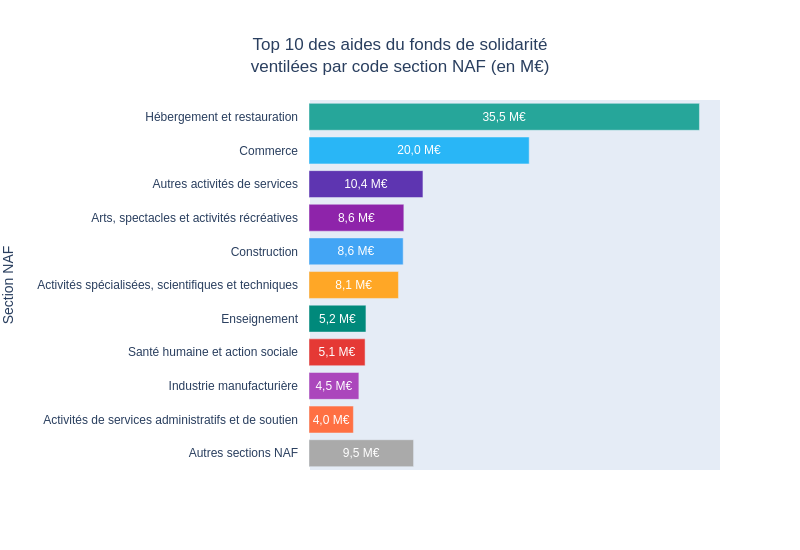 Top 10 des aides du fonds de solidarité
ventilées par code section NAF (en M€)
Section NAF
Hébergement et restauration 35,5 M€
Commerce 20,0 M€
Autres activités de services 10,4 M€
Arts, spectacles et activités récréatives 8,6 M€
Construction 8,6 M€
Activités spécialisées, scientifiques et techniques 8,1 M€
Enseignement 5,2 M€
Santé humaine et action sociale 5,1 M€
Industrie manufacturière 4,5 M€
Activités de services administratifs et de soutien 4,0 M€
Autres sections NAF 9,5 M€